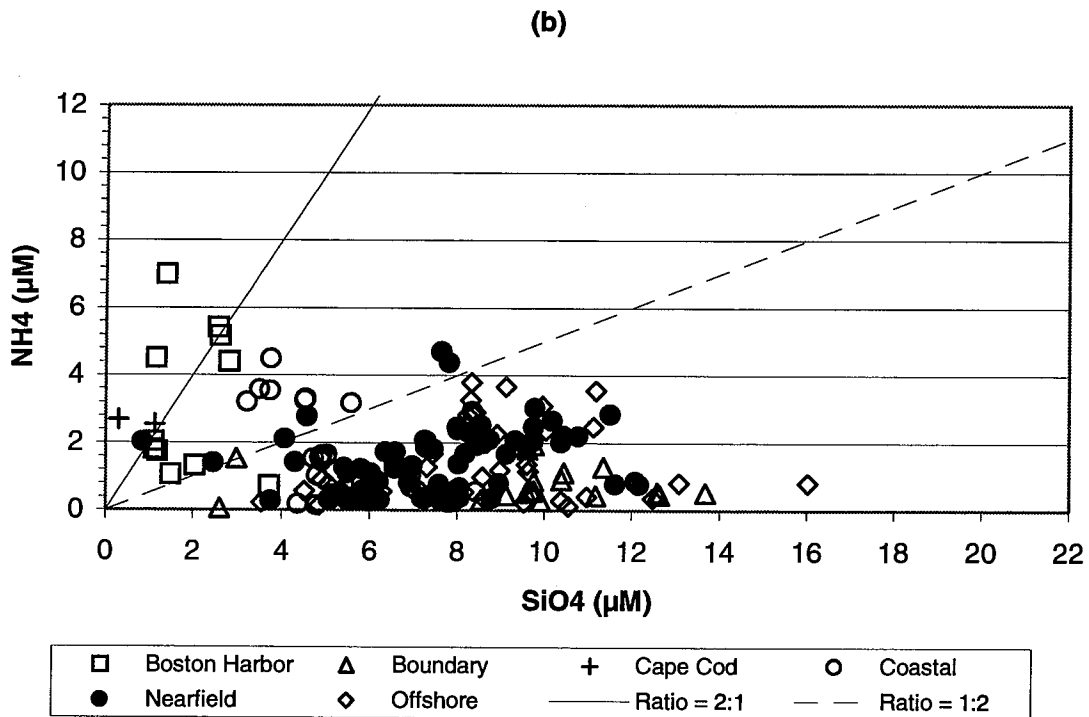 (b)
12
10
8
6
4
2
0
NH4 (µM)
0 2 4 6 8 10 12 14 16 18 20 22
SiO4 (µM)
Boston Harbor Boundary Cape Cod Coastal
Nearfield Offshore Ratio = 2:1 Ratio = 1:2